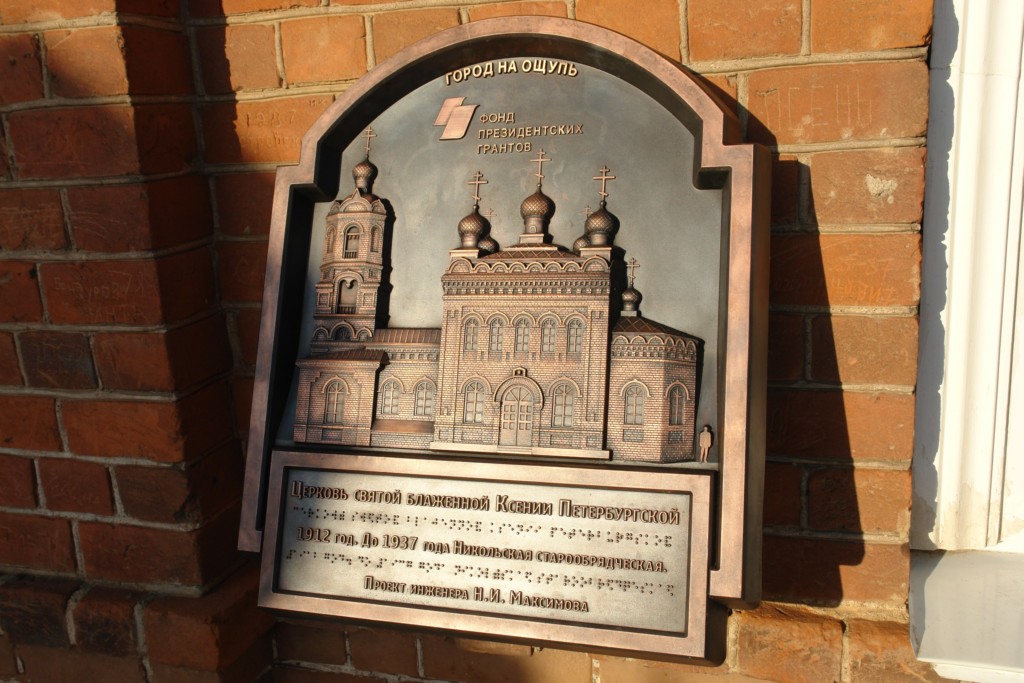 ГОРОД НА ОЩУПЬ
ФОНД
ПРЕЗИДЕНТСКИХ
ГРАНТОВ
Церковь святой блаженной Ксении Петербургской
1912 год. До 1937 года Никольская старообрядческая.
Проект инженера Н.И. Максимова